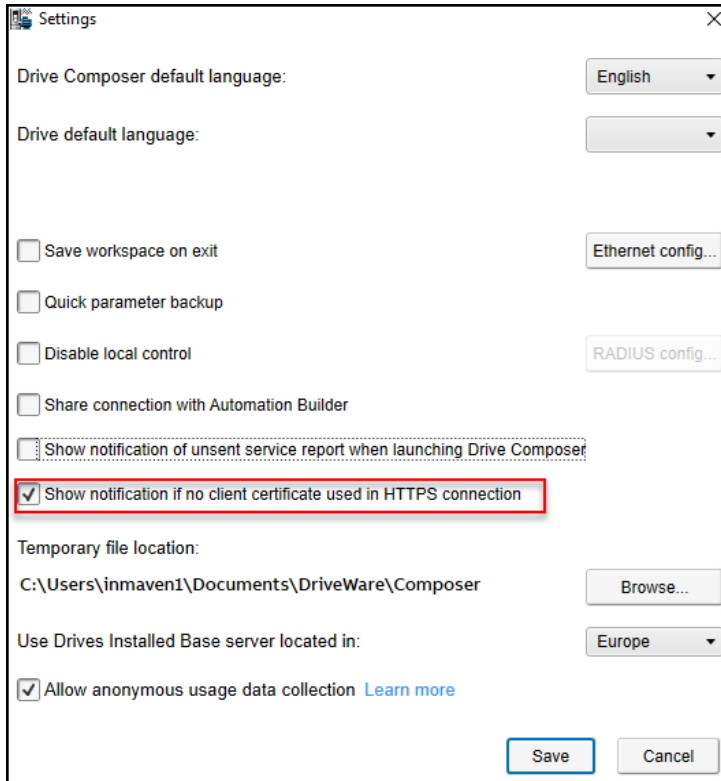 Settings
Drive Composer default language:
English
Drive default language:
Save workspace on exit
Ethernet config...
Quick parameter backup
Disable local control
RADIUS config...
Share connection with Automation Builder
Show notification of unsent service report when launching Drive Composer
Show notification if no client certificate used in HTTPS connection
Temporary file location:
C:\Users\inmaven1\Documents\DriveWare\Composer
Browse...
Use Drives Installed Base server located in:
Europe
Allow anonymous usage data collection Learn more
Save
Cancel